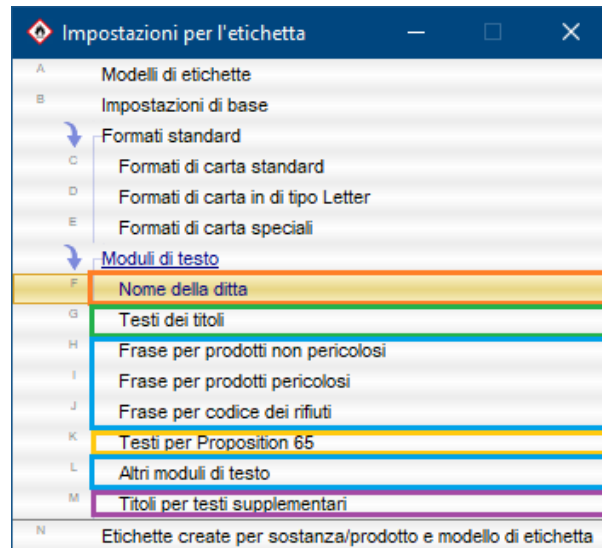 Impostazioni per l'etichetta
A Modelli di etichette
B Impostazioni di base
Formati standard
C Formati di carta standard
D Formati di carta in di tipo Letter
E Formati di carta speciali
Moduli di testo
F Nome della ditta
G Testi dei titoli
H Frase per prodotti non pericolosi
I Frase per prodotti pericolosi
J Frase per codice dei rifiuti
K Testi per Proposition 65
L Altri moduli di testo
M Titoli per testi supplementari
N Etichette create per sostanza/prodotto e modello di etichetta